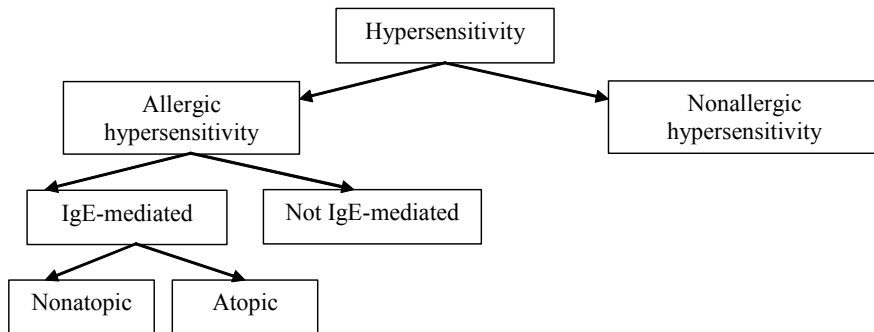 Hypersensitivity
Allergic
hypersensitivity
Nonallergic
hypersensitivity
IgE-mediated
Not IgE-mediated
Nonatopic
Atopic